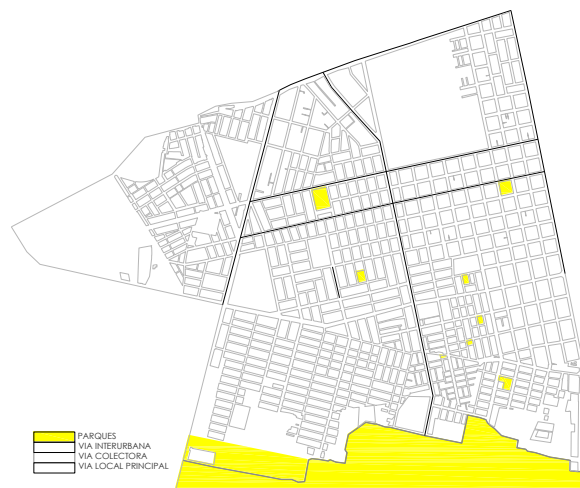 PARQUES
VIA INTERURBANA
VIA COLECTORA
VIA LOCAL PRINCIPAL